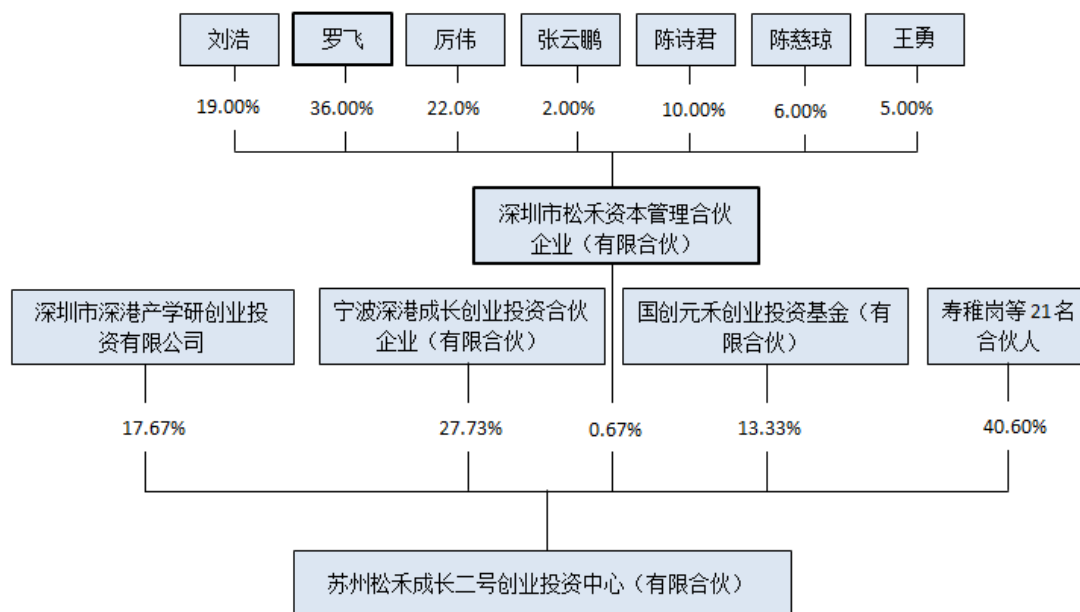 刘浩
罗飞
厉伟
张云鹏
陈诗君
陈慈琼
王勇
19.00%
36.00%
22.0%
2.00%
10.00%
6.00%
5.00%
深圳市松禾资本管理合伙
企业（有限合伙）
深圳市深港产学研创业投
资有限公司
宁波深港成长创业投资合伙
企业（有限合伙）
国创元禾创业投资基金（有
限合伙）
寿稚岗等21名
合伙人
17.67%
27.73%
0.67%
13.33%
40.60%
苏州松禾成长二号创业投资中心（有限合伙）